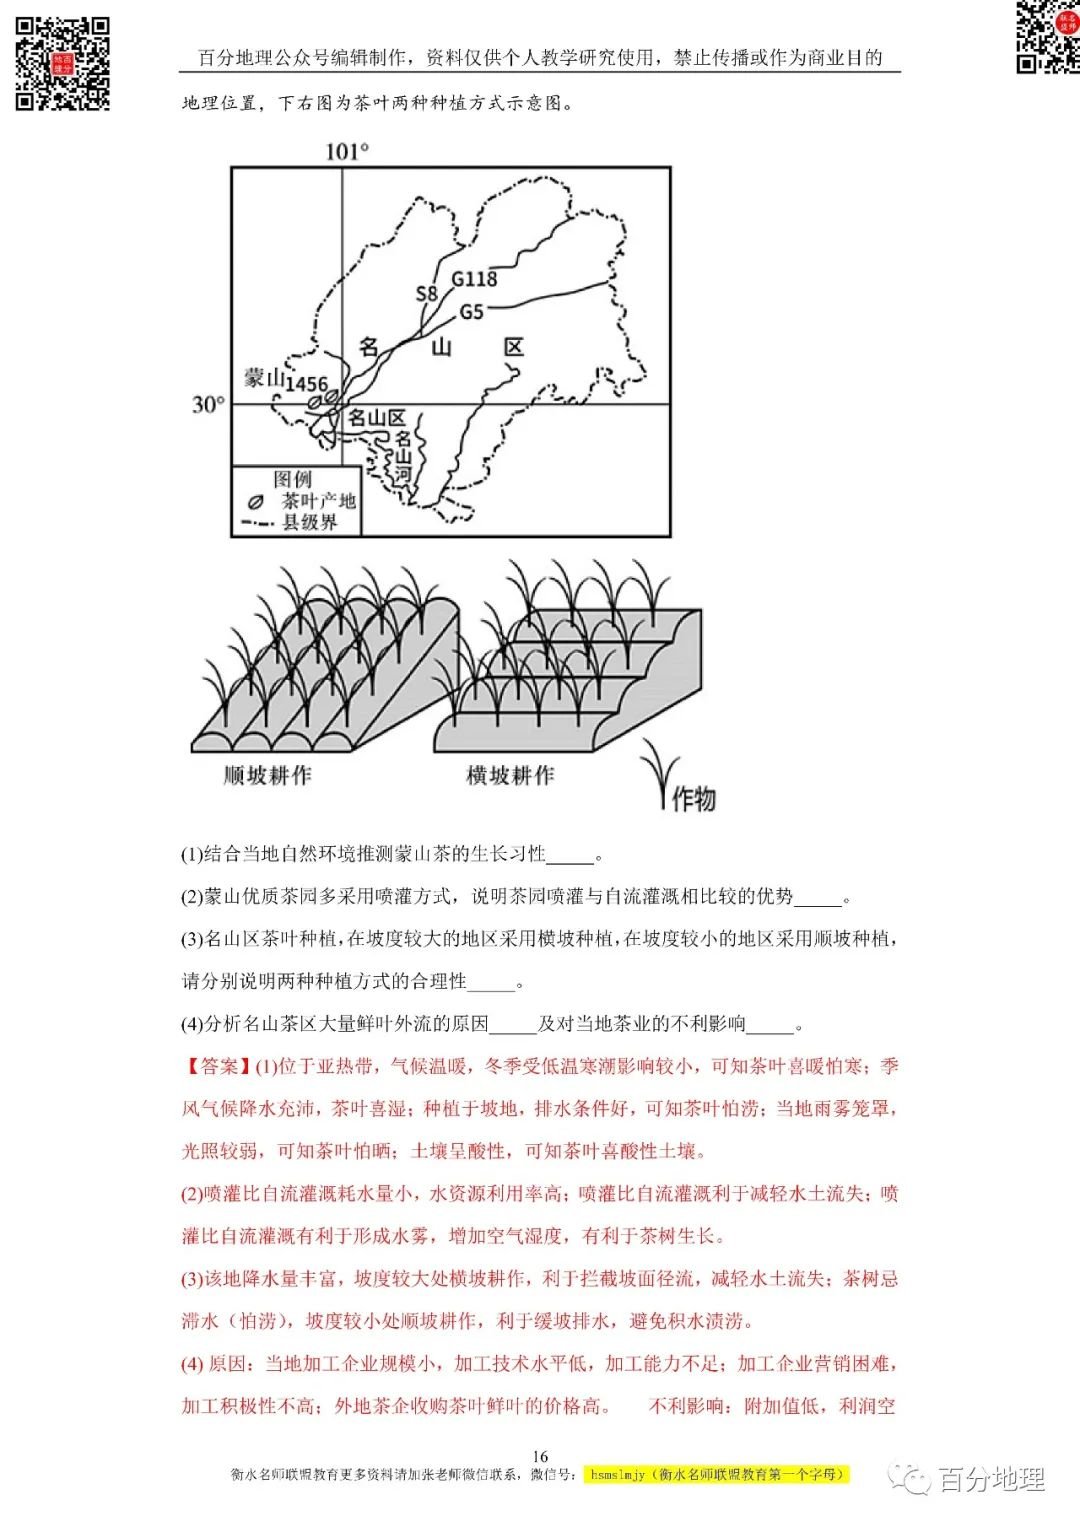 百分地理公众号编辑制作，资料仅供个人教学研究使用，禁止传播或作为商业目的
地理位置，下右图为茶叶两种种植方式示意图。
101°
S8
G118
G5
名山区
蒙山1456
30°
名山区
名山河
图例
茶叶产地
县级界
顺坡耕作
横坡耕作
作物
(1)结合当地自然环境推测蒙山茶的生长习性_____。
(2)蒙山优质茶园多采用喷灌方式，说明茶园喷灌与自流灌溉相比较的优势_____。
(3)名山区茶叶种植，在坡度较大的地区采用横坡种植，在坡度较小的地区采用顺坡种植，
请分别说明两种种植方式的合理性_____。
(4)分析名山茶区大量鲜叶外流的原因_____及对当地茶业的不利影响_____。
【答案】(1)位于亚热带，气候温暖，冬季受低温寒潮影响较小，可知茶叶喜暖怕寒；季
风气候降水充沛，茶叶喜湿；种植于坡地，排水条件好，可知茶叶怕涝；当地雨雾笼罩，
光照较弱，可知茶叶怕晒；土壤呈酸性，可知茶叶喜酸性土壤。
(2)喷灌比自流灌溉耗水量小，水资源利用率高；喷灌比自流灌溉利于减轻水土流失；喷
灌比自流灌溉有利于形成水雾，增加空气湿度，有利于茶树生长。
(3)该地降水量丰富，坡度较大处横坡耕作，利于拦截坡面径流，减轻水土流失；茶树忌
滞水（怕涝），坡度较小处顺坡耕作，利于缓坡排水，避免积水渍涝。
(4) 原因：当地加工企业规模小，加工技术水平低，加工能力不足；加工企业营销困难，
加工积极性不高；外地茶企收购茶叶鲜叶的价格高。 不利影响：附加值低，利润空
16
衡水名师联盟教育更多资料请加张老师微信联系，微信号：hsmslmjy（衡水名师联盟教育第一个字母）
百分地理